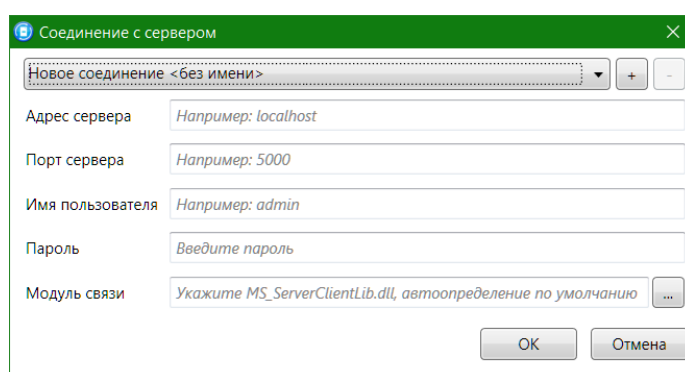 Соединение с сервером
Новое соединение <без имени>
+ -
Адрес сервера Например: localhost
Порт сервера Например: 5000
Имя пользователя Например: admin
Пароль Введите пароль
Модуль связи Укажите MS_ServerClientLib.dll, автоопределение по умолчанию ...
OK Отмена